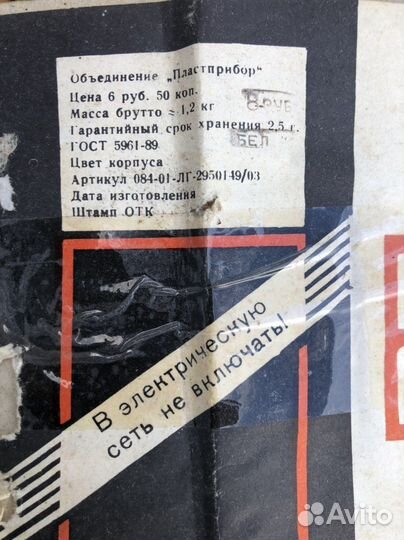 Объединение „Пластприбор"
Цена 6 руб. 50 коп.
Масса брутто ≈ 1,2 кг
Гарантийный срок хранения 2,5 г.
ГОСТ 5961-89
БЕЛ
Цвет корпуса
Артикул 084-01-ЛГ-2950149/03
Дата изготовления
Штамп ОТК
В электрическую
сеть не включать!
Avito